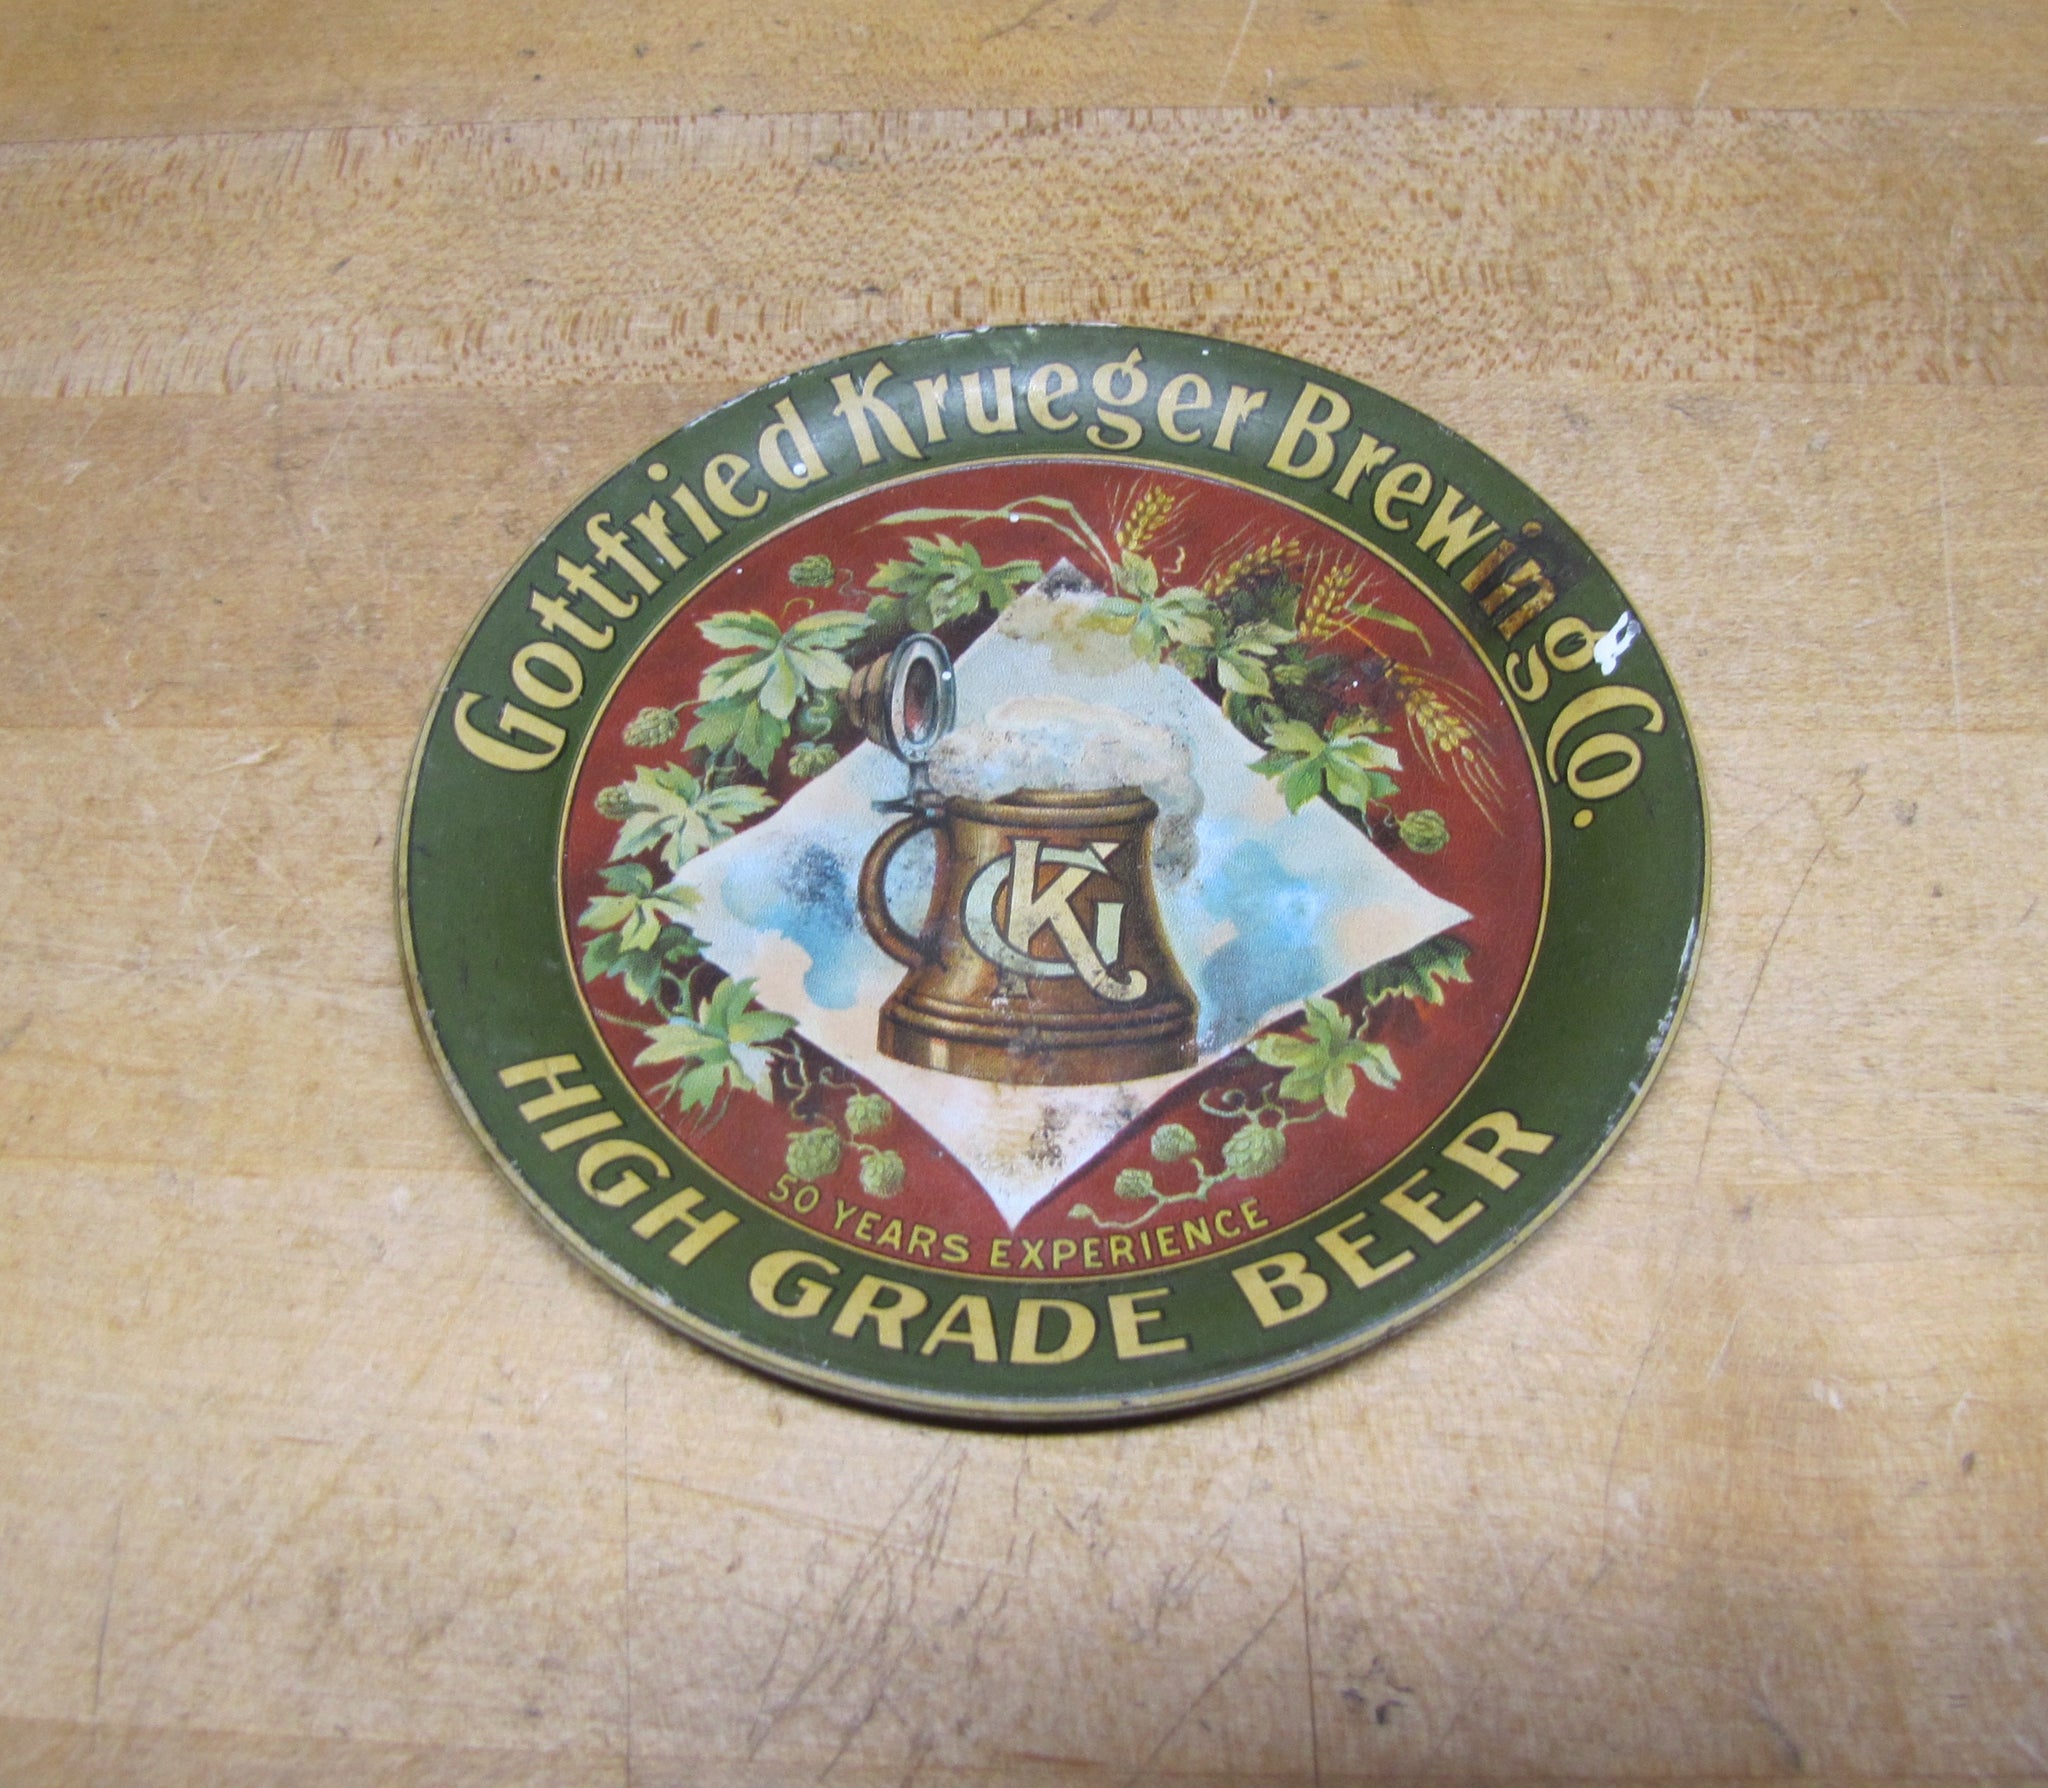 Gottfried Krueger Brewing Co.
GK
50 YEARS EXPERIENCE
HIGH GRADE BEER